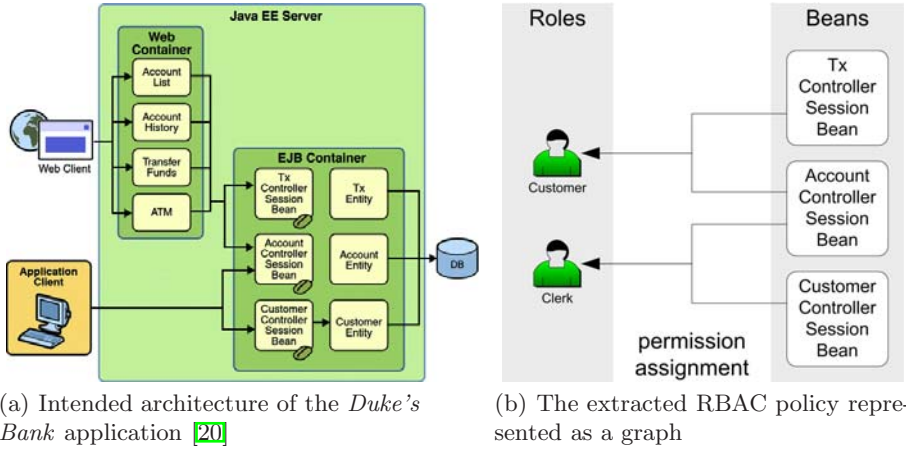 Java EE Server
Web
Container
Account
List
Account
History
Transfer
Funds
ATM
Web Client
EJB Container
Tx
Controller
Session
Bean
Tx
Entity
Account
Controller
Session
Bean
Account
Entity
Customer
Controller
Session
Bean
Customer
Entity
DB
Application
Client
(a) Intended architecture of the Duke's
Bank application [20]
Roles
Beans
Customer
Clerk
Tx
Controller
Session
Bean
Account
Controller
Session
Bean
Customer
Controller
Session
Bean
permission
assignment
(b) The extracted RBAC policy repre-
sented as a graph